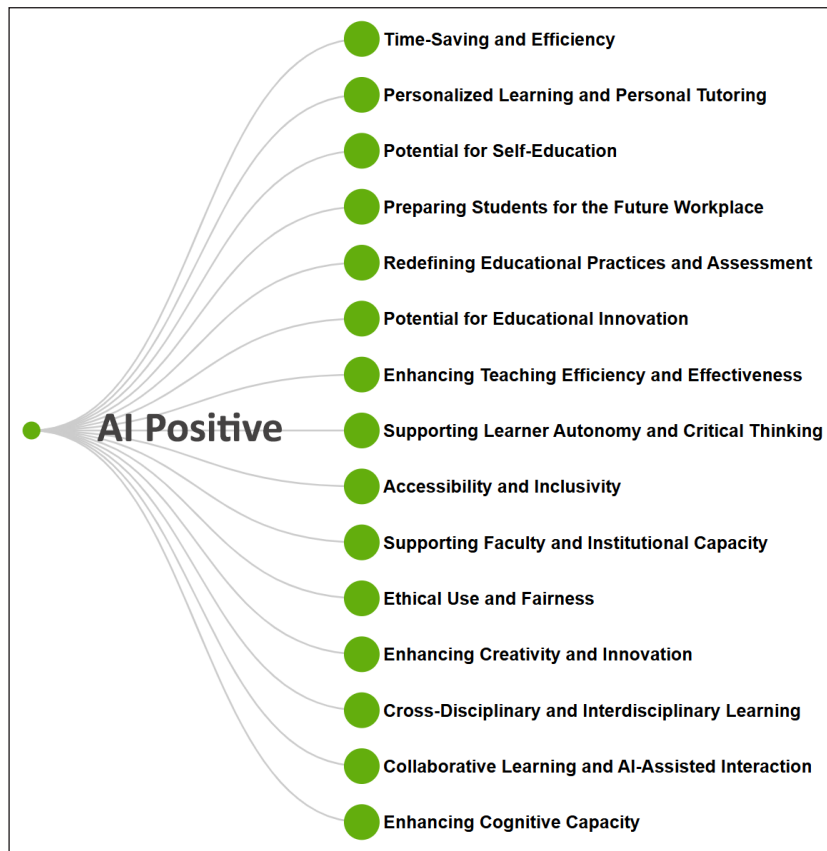 Time-Saving and Efficiency
Personalized Learning and Personal Tutoring
Potential for Self-Education
Preparing Students for the Future Workplace
Redefining Educational Practices and Assessment
Potential for Educational Innovation
Enhancing Teaching Efficiency and Effectiveness
AI Positive
Supporting Learner Autonomy and Critical Thinking
Accessibility and Inclusivity
Supporting Faculty and Institutional Capacity
Ethical Use and Fairness
Enhancing Creativity and Innovation
Cross-Disciplinary and Interdisciplinary Learning
Collaborative Learning and AI-Assisted Interaction
Enhancing Cognitive Capacity